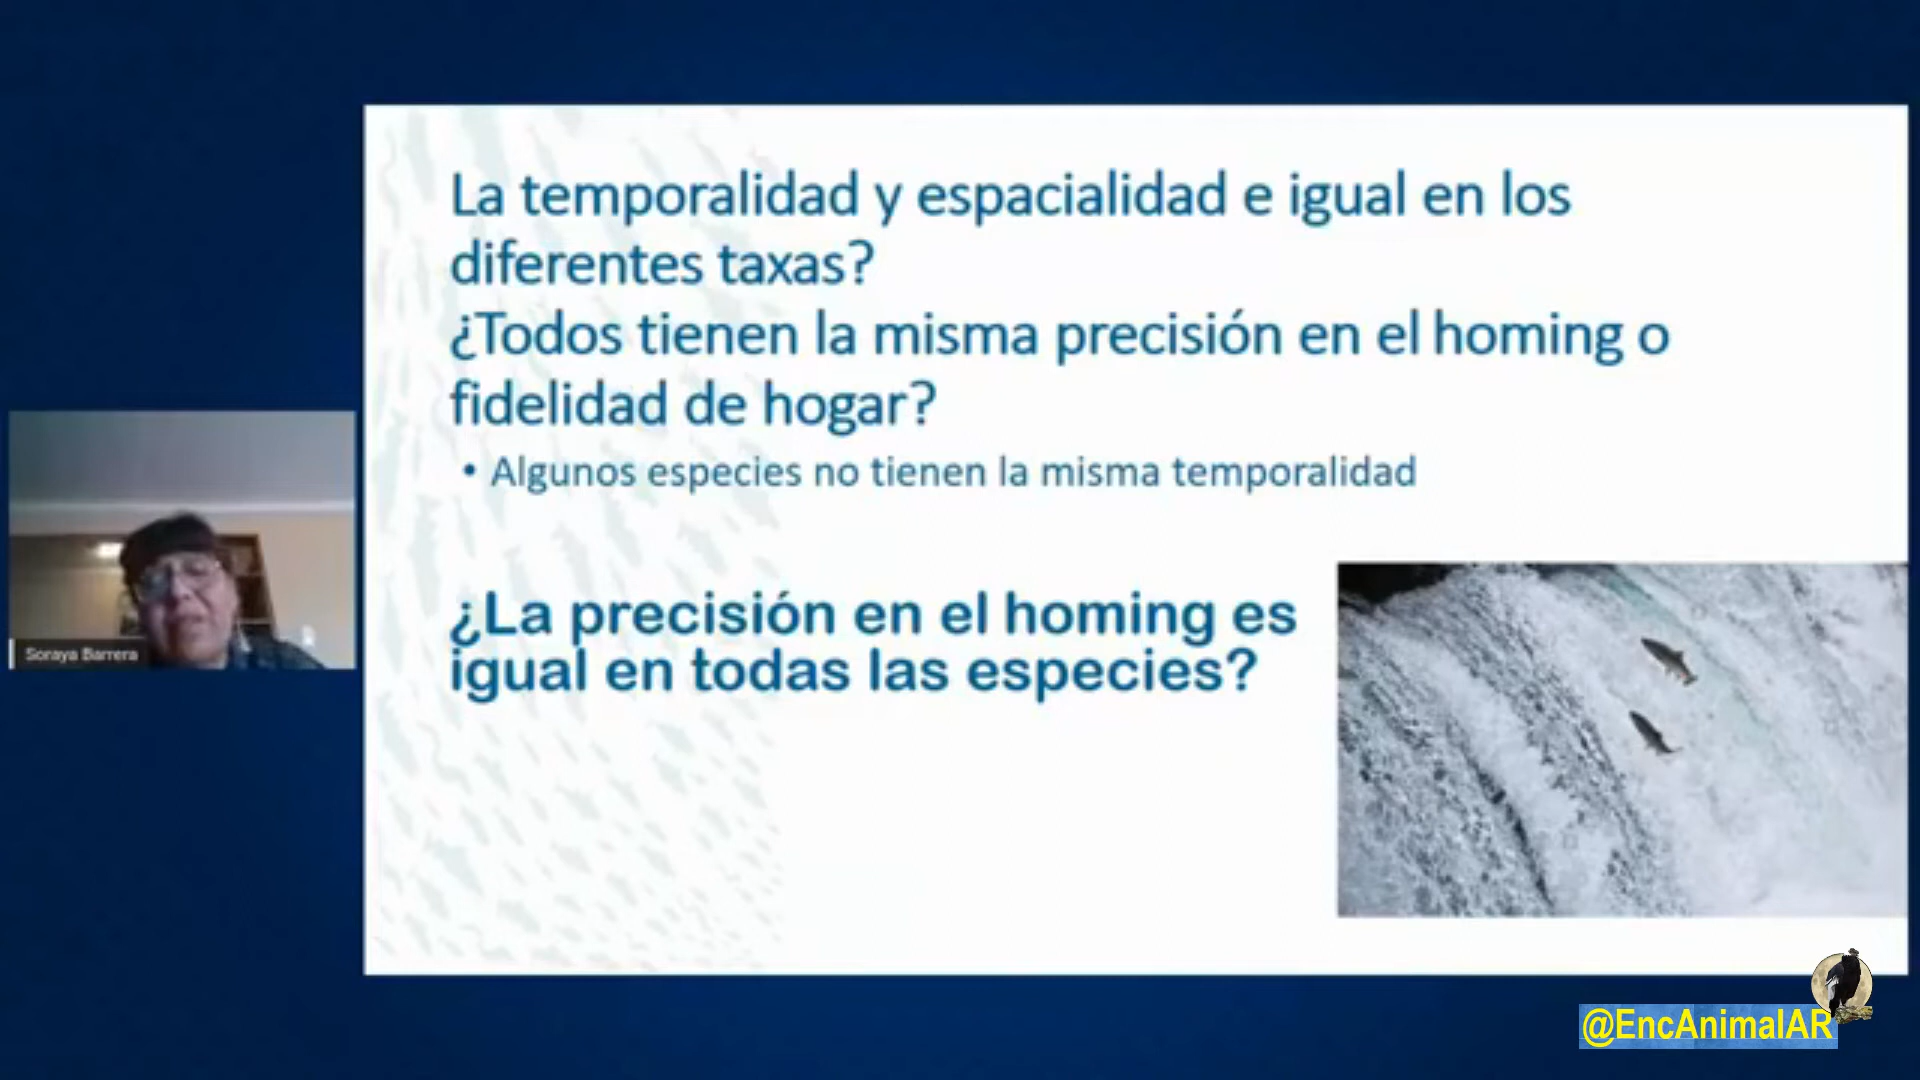 La temporalidad y espacialidad e igual en los
diferentes taxas?
¿Todos tienen la misma precisión en el homing o
fidelidad de hogar?
• Algunos especies no tienen la misma temporalidad
¿La precisión en el homing es
igual en todas las especies?
Soraya Barrera
@EncAnimalAR